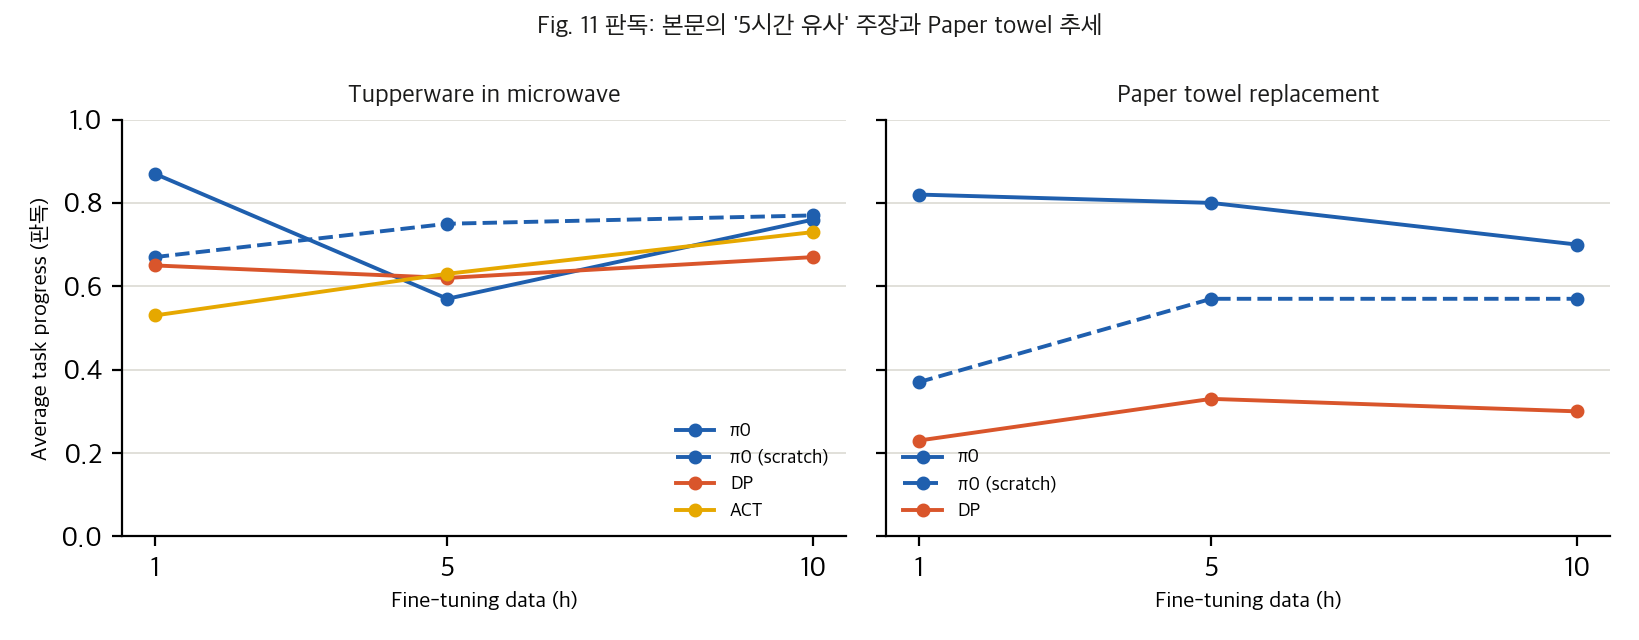 Fig. 11 판독: 본문의 '5시간 유사' 주장과 Paper towel 추세
Tupperware in microwave
Average task progress (판독)
1.0
0.8
0.6
0.4
0.2
0.0
1
5
10
Fine-tuning data (h)
π0
π0 (scratch)
DP
ACT
Paper towel replacement
1
5
10
Fine-tuning data (h)
π0
π0 (scratch)
DP